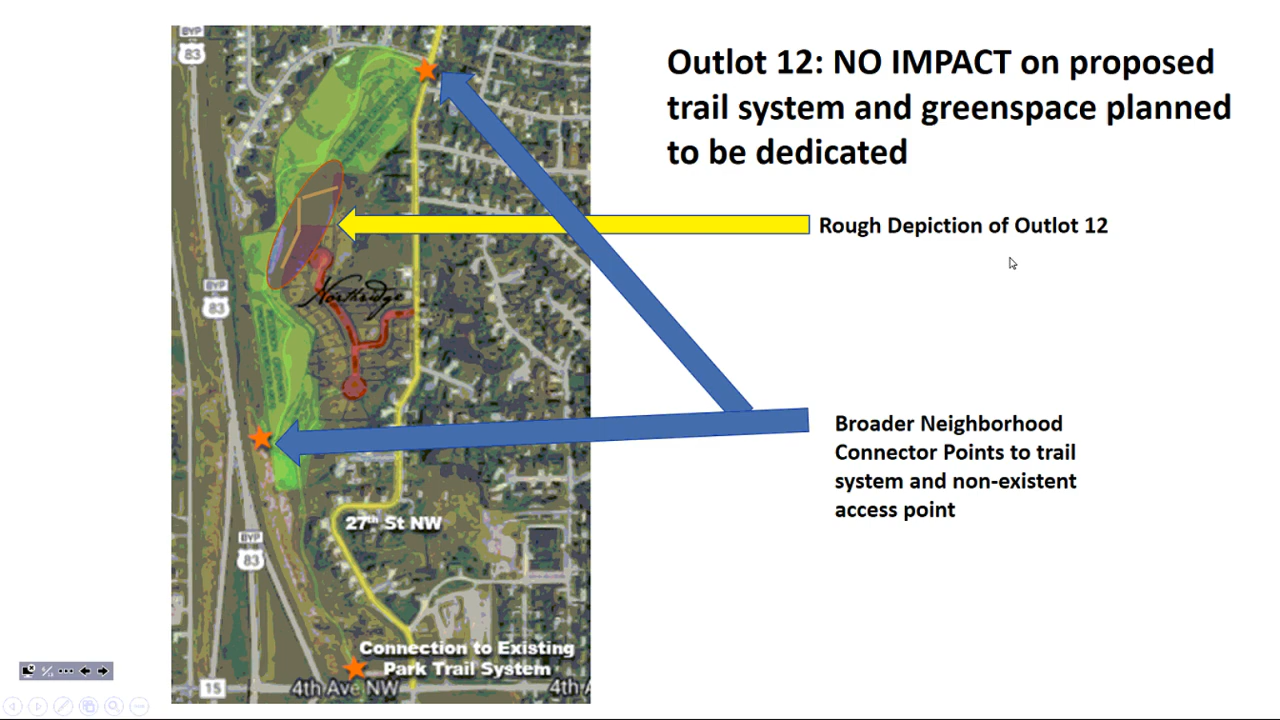 Outlot 12: NO IMPACT on proposed
trail system and greenspace planned
to be dedicated
Rough Depiction of Outlot 12
Broader Neighborhood
Connector Points to trail
system and non-existent
access point
BYP
83
BYP
83
Northridge
27th St NW
BYP
83
Connection to Existing
Park Trail System
15
4th Ave NW
4th A